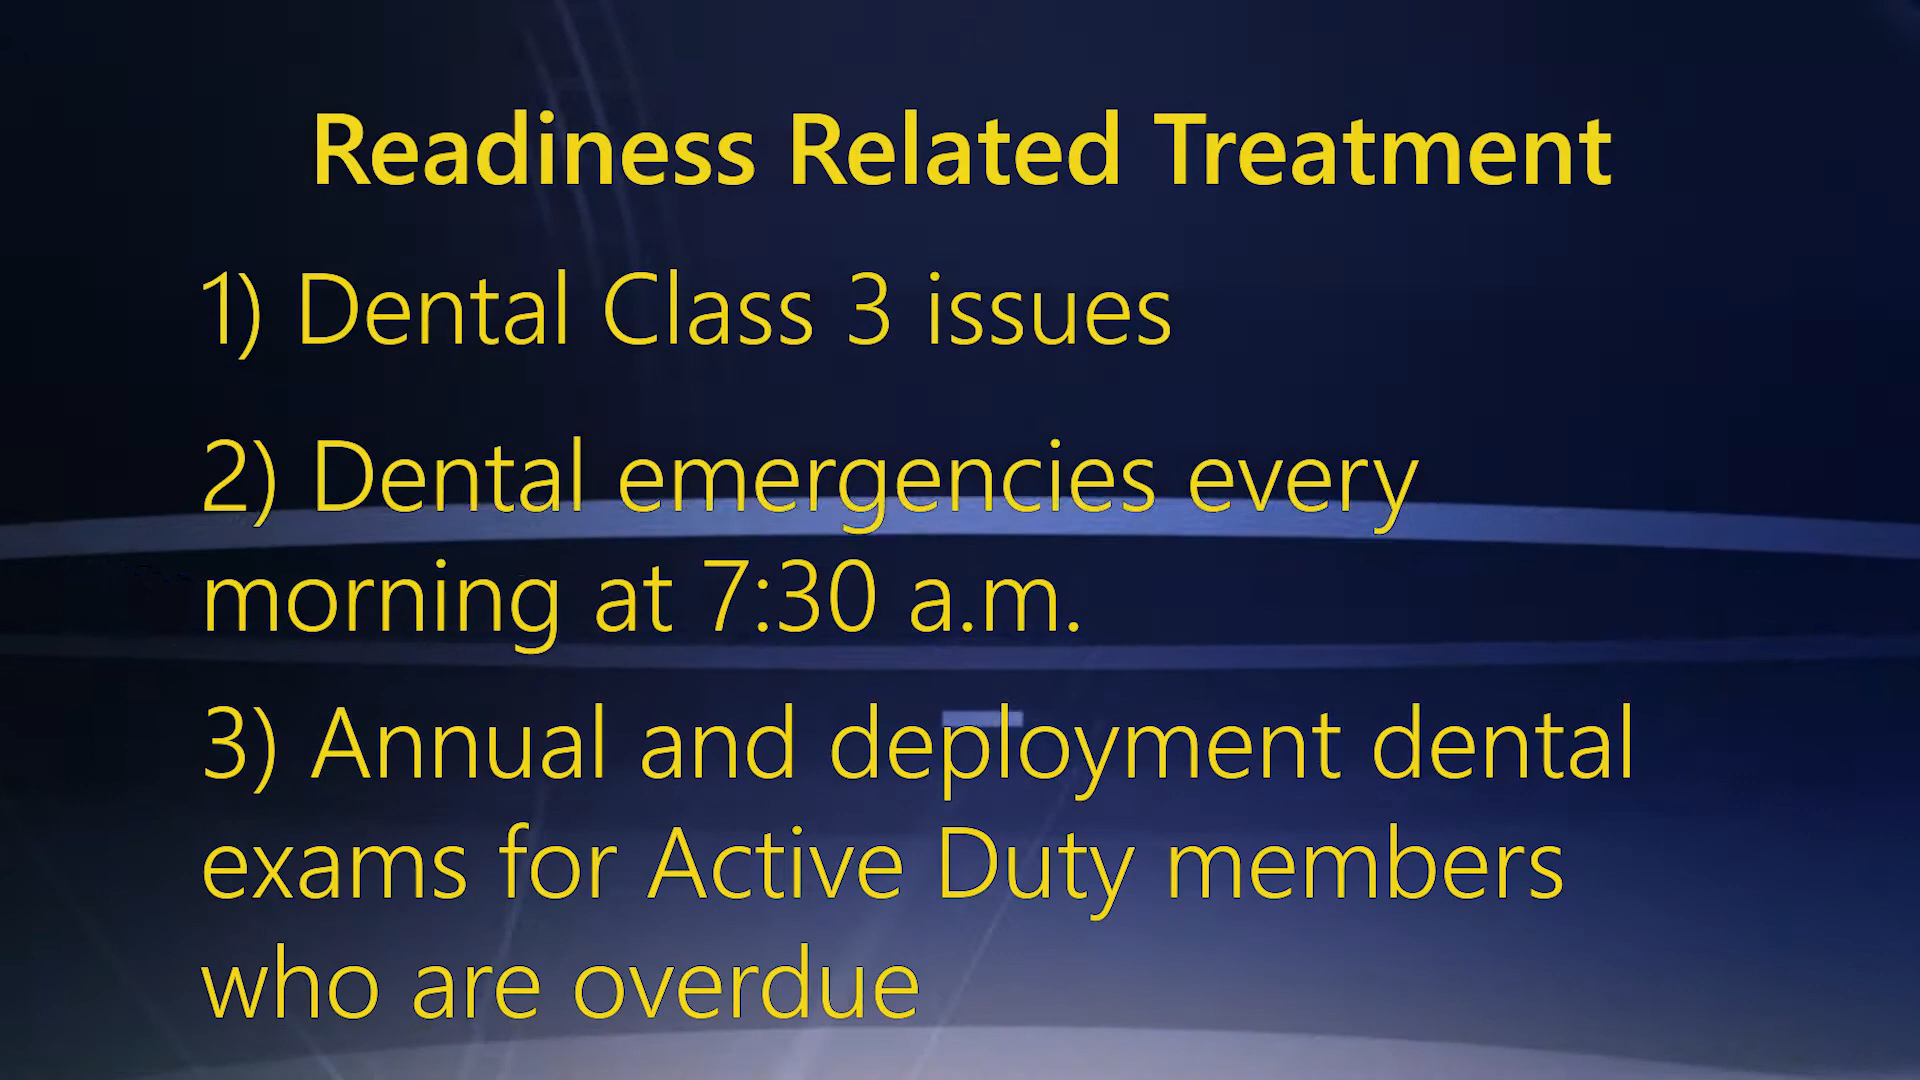 Readiness Related Treatment
1) Dental Class 3 issues
2) Dental emergencies every
morning at 7:30 a.m.
3) Annual and deployment dental
exams for Active Duty members
who are overdue